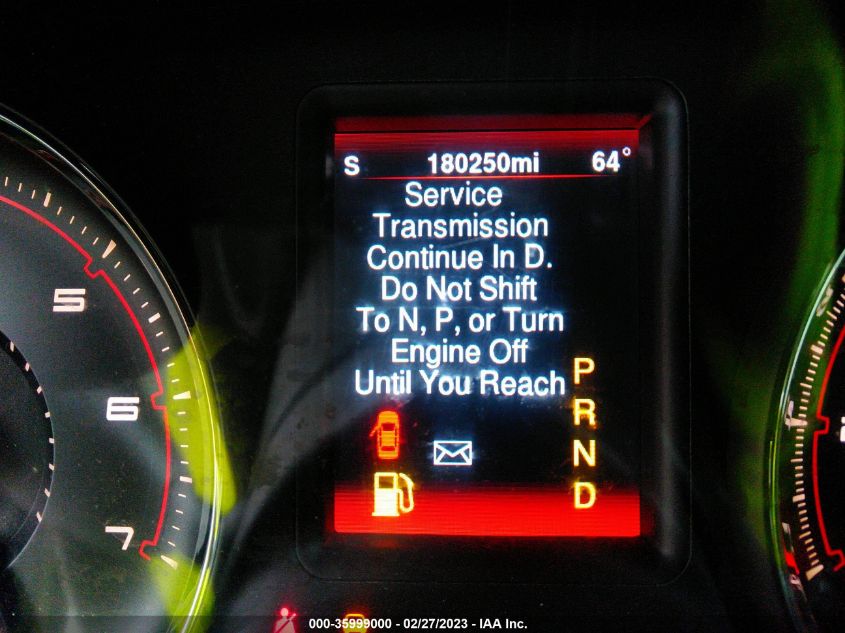 S 180250mi 64°
Service
Transmission
Continue In D.
Do Not Shift
To N, P, or Turn
Engine Off
Until You Reach
P
R
N
D
5
6
7
000-35999000 - 02/27/2023 - IAA Inc.